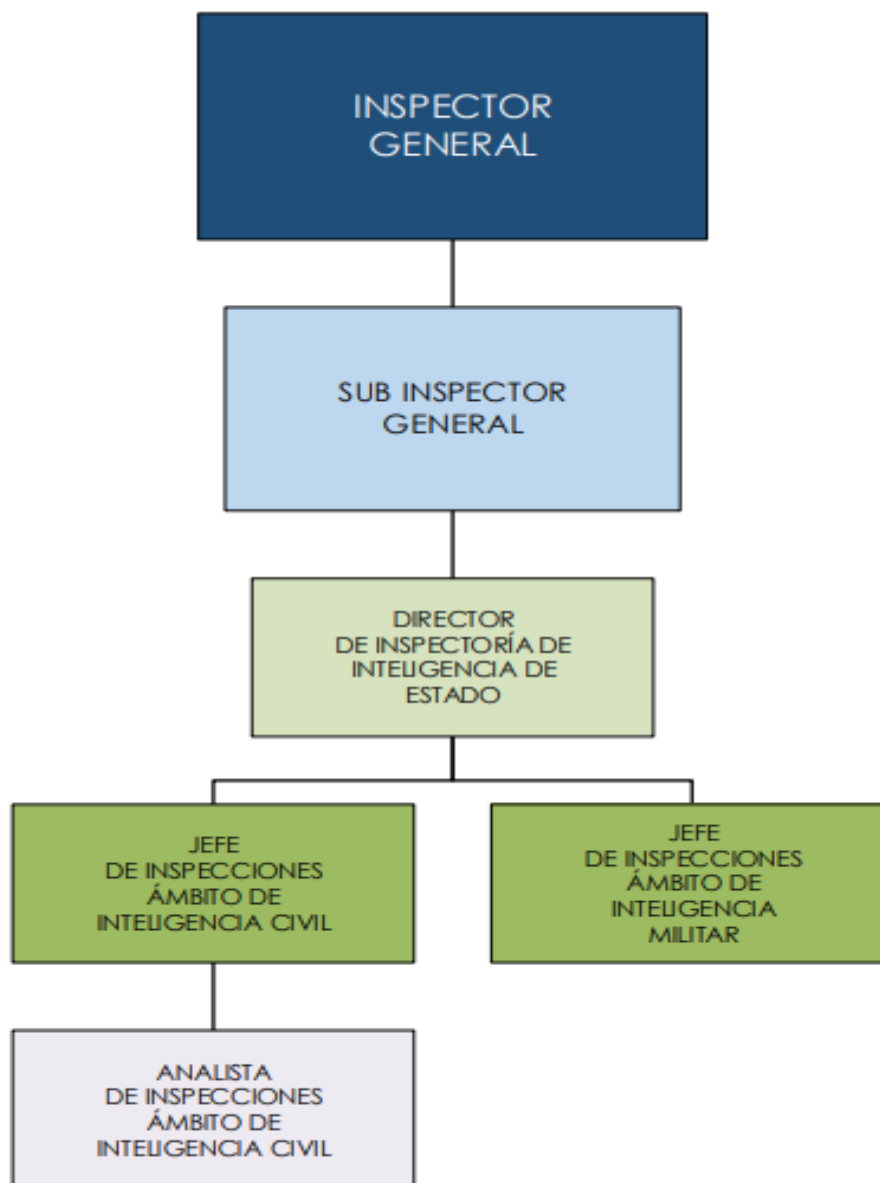 INSPECTOR
GENERAL
SUB INSPECTOR
GENERAL
DIRECTOR
DE INSPECTORÍA DE
INTELIGENCIA DE
ESTADO
JEFE
DE INSPECCIONES
ÁMBITO DE
INTELIGENCIA CIVIL
JEFE
DE INSPECCIONES
ÁMBITO DE
INTELIGENCIA
MILITAR
ANALISTA
DE INSPECCIONES
ÁMBITO DE
INTELIGENCIA CIVIL